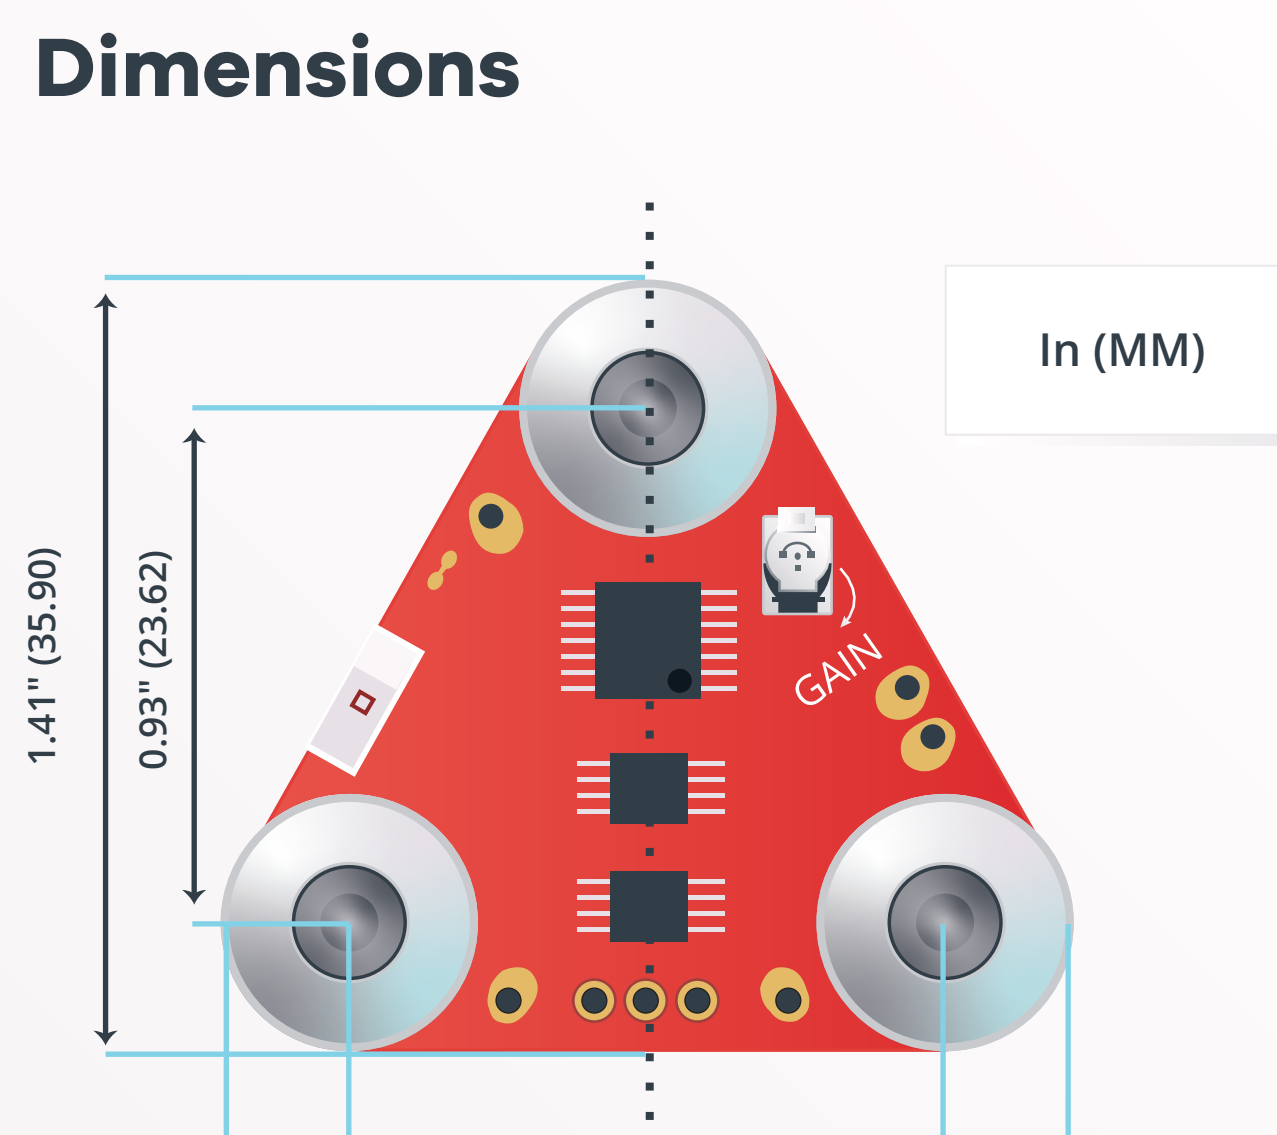 Dimensions
In (MM)
1.41" (35.90)
0.93" (23.62)
GAIN